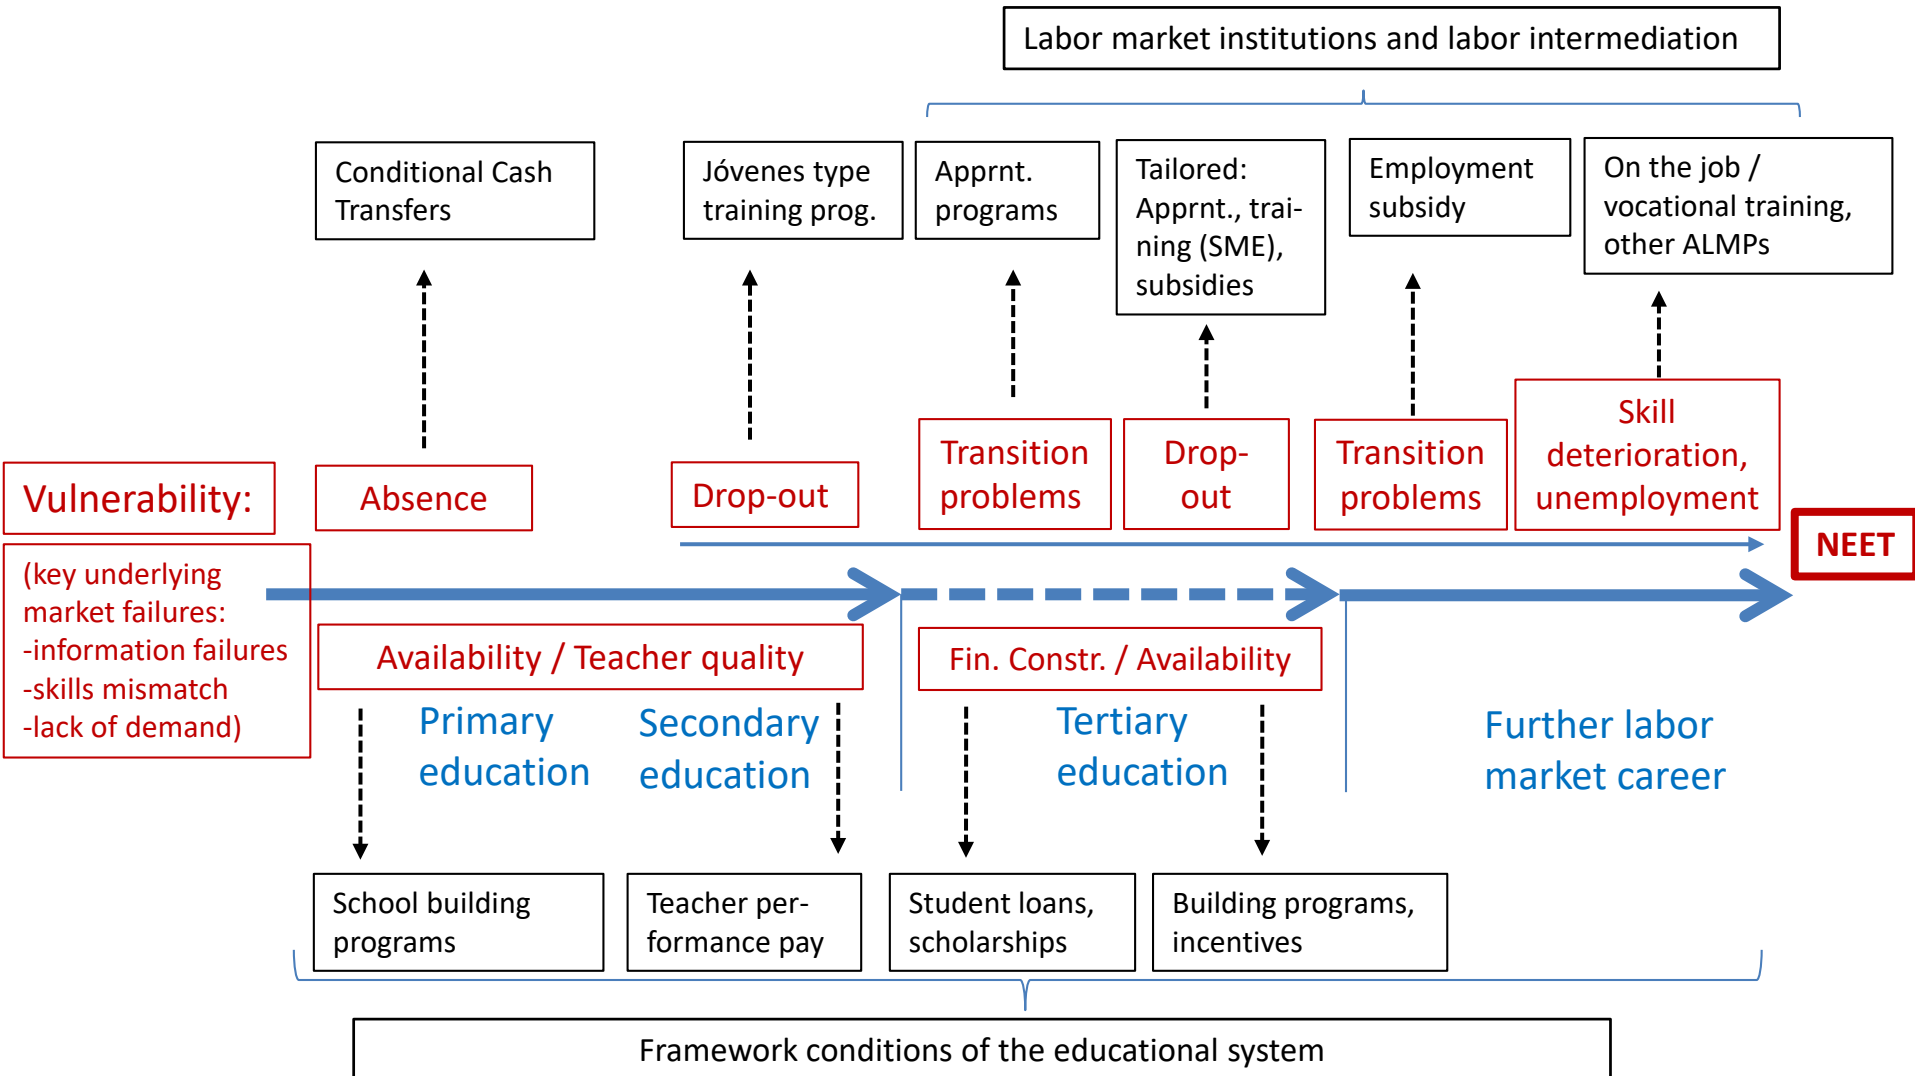 Labor market institutions and labor intermediation
Conditional Cash
Transfers
Jóvenes type
training prog.
Apprnt.
programs
Tailored:
Apprnt., trai-
ning (SME),
subsidies
Employment
subsidy
On the job /
vocational training,
other ALMPs
Vulnerability:
Absence
Drop-out
Transition
problems
Drop-
out
Transition
problems
Skill
deterioration,
unemployment
NEET
(key underlying
market failures:
-information failures
-skills mismatch
-lack of demand)
Availability / Teacher quality
Fin. Constr. / Availability
Primary
education
Secondary
education
Tertiary
education
Further labor
market career
School building
programs
Teacher per-
formance pay
Student loans,
scholarships
Building programs,
incentives
Framework conditions of the educational system